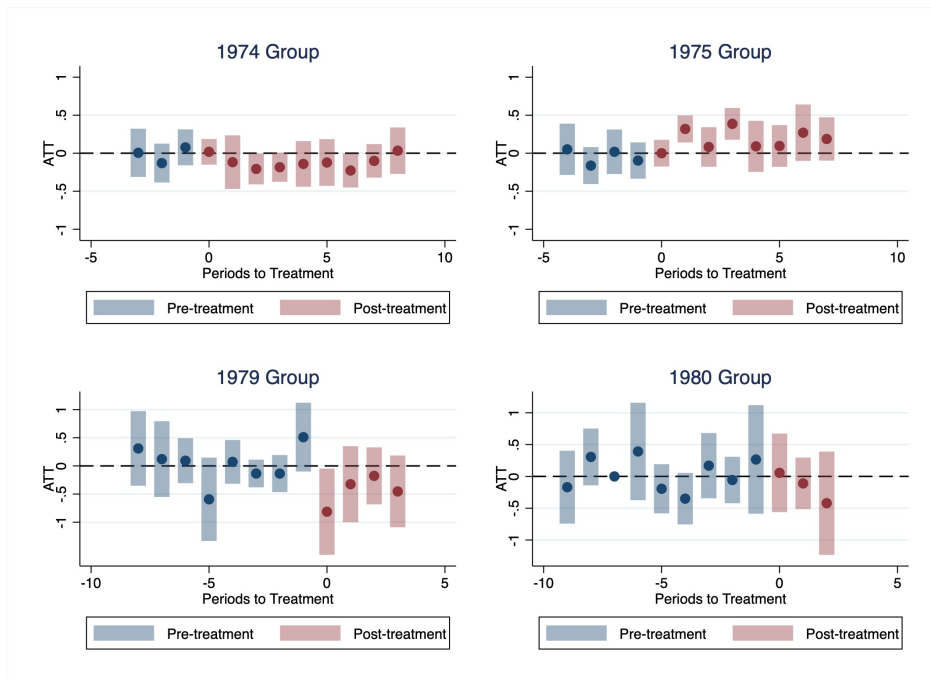 1974 Group
1
.5
0
-.5
-1
ATT
-5
0
5
10
Periods to Treatment
Pre-treatment
Post-treatment
1975 Group
1
.5
0
-.5
-1
ATT
-5
0
5
10
Periods to Treatment
Pre-treatment
Post-treatment
1979 Group
1
.5
0
-.5
-1
ATT
-10
-5
0
5
Periods to Treatment
Pre-treatment
Post-treatment
1980 Group
1
.5
0
-.5
-1
ATT
-10
-5
0
5
Periods to Treatment
Pre-treatment
Post-treatment